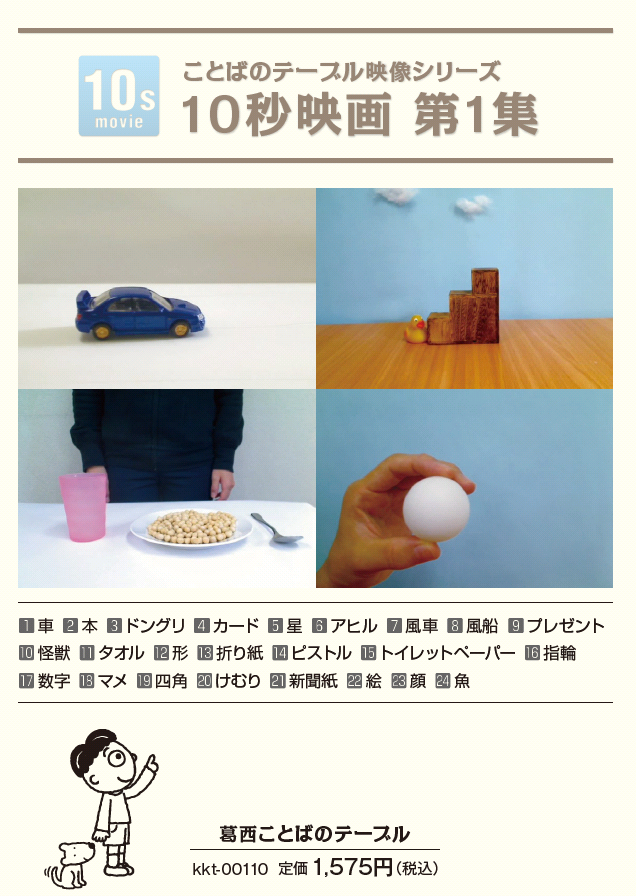 10s
movie
ことばのテーブル映像シリーズ
10秒映画 第1集
1 車 2 本 3 ドングリ 4 カード 5 星 6 アヒル 7 風車 8 風船 9 プレゼント
10 怪獣 11 タオル 12 形 13 折り紙 14 ピストル 15 トイレットペーパー 16 指輪
17 数字 18 マメ 19 四角 20 けむり 21 新聞紙 22 絵 23 顔 24 魚
葛西ことばのテーブル
kkt-00110 定価 1,575円(税込)